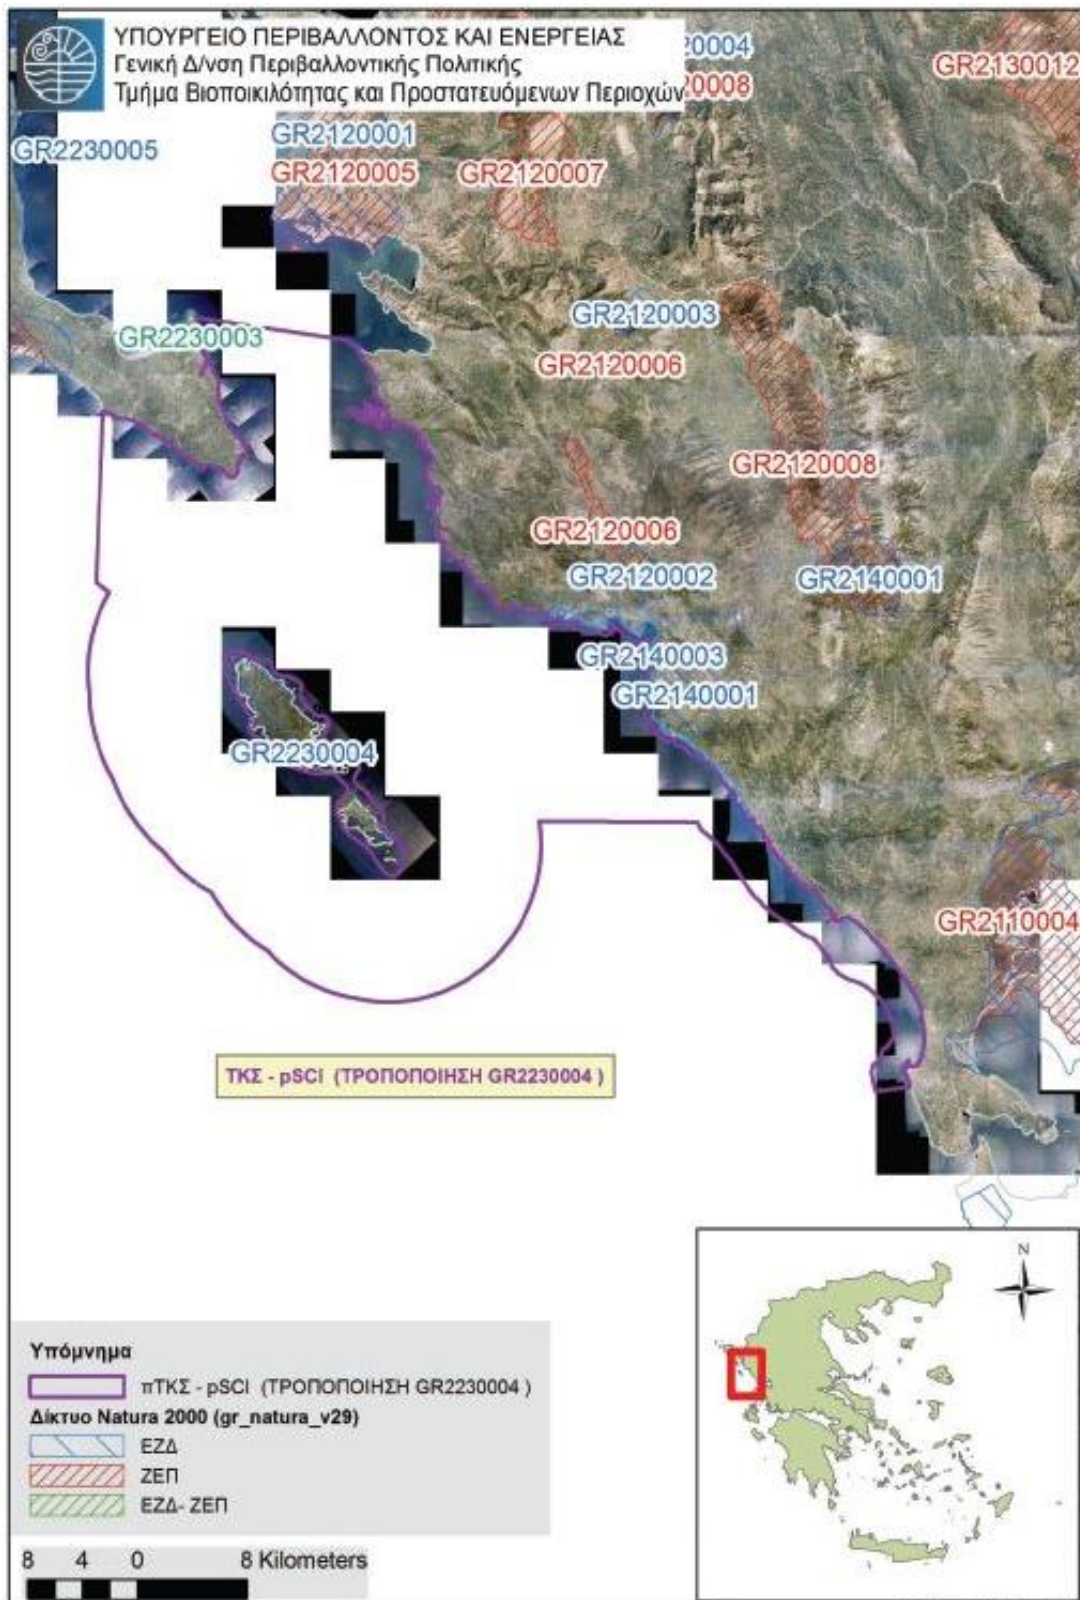 ΥΠΟΥΡΓΕΙΟ ΠΕΡΙΒΑΛΛΟΝΤΟΣ ΚΑΙ ΕΝΕΡΓΕΙΑΣ
Γενική Δ/νση Περιβαλλοντικής Πολιτικής
Τμήμα Βιοποικιλότητας και Προστατευόμενων Περιοχών
20004
20008
GR2130012
GR2230005
GR2120001
GR2120005
GR2120007
GR2230003
GR2120003
GR2120006
GR2120008
GR2120006
GR2120002
GR2140001
GR2140003
GR2140001
GR2230004
GR2110004
ΤΚΣ - pSCI (ΤΡΟΠΟΠΟΙΗΣΗ GR2230004 )
N
Υπόμνημα
πΤΚΣ - pSCI (ΤΡΟΠΟΠΟΙΗΣΗ GR2230004 )
Δίκτυο Natura 2000 (gr_natura_v29)
ΕΖΔ
ΖΕΠ
ΕΖΔ- ΖΕΠ
8 4 0 8 Kilometers